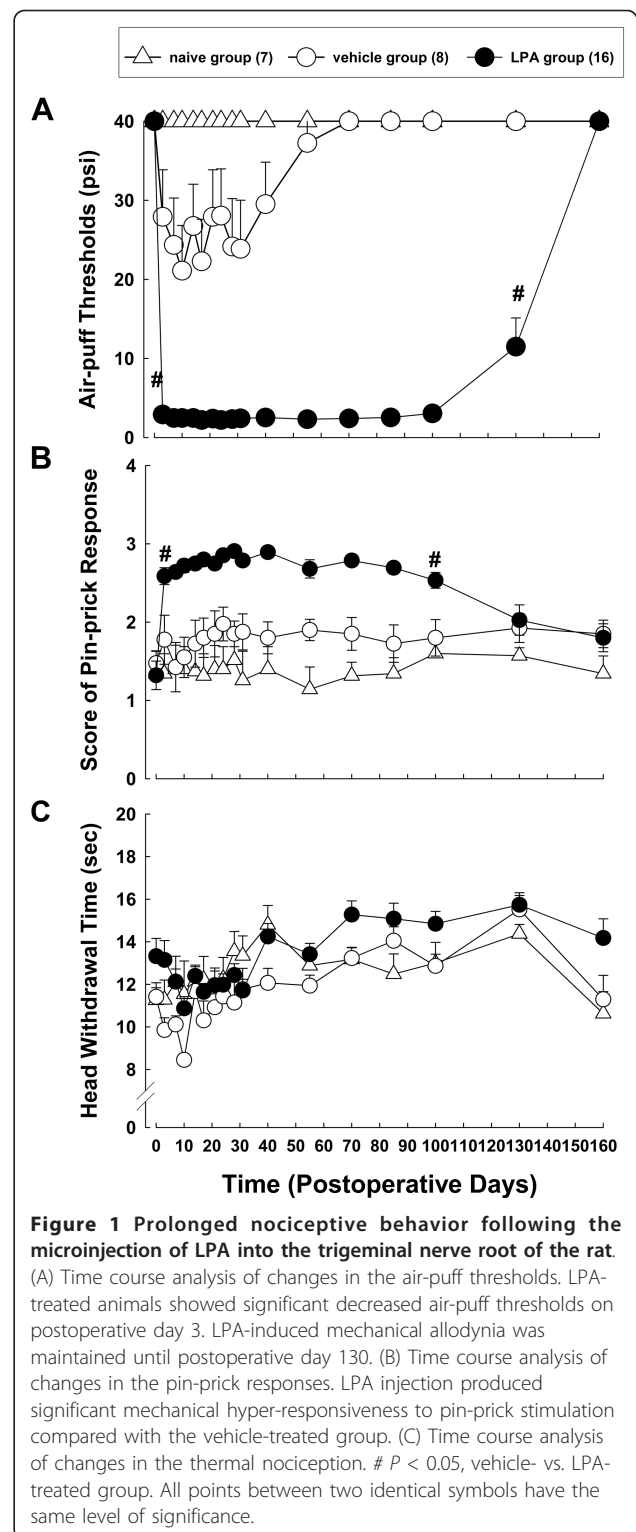 naive group (7) vehicle group (8) LPA group (16)
A
Air-puff Thresholds (psi)
40
30
20
10
0
#
#
B
Score of Pin-prick Response
4
3
2
1
0
#
#
C
Head Withdrawal Time (sec)
20
18
16
14
12
10
8
0
0 10 20 30 40 50 60 70 80 90 100 110 120 130 140 150 160
Time (Postoperative Days)
Figure 1 Prolonged nociceptive behavior following the
microinjection of LPA into the trigeminal nerve root of the rat.
(A) Time course analysis of changes in the air-puff thresholds. LPA-
treated animals showed significant decreased air-puff thresholds on
postoperative day 3. LPA-induced mechanical allodynia was
maintained until postoperative day 130. (B) Time course analysis of
changes in the pin-prick responses. LPA injection produced
significant mechanical hyper-responsiveness to pin-prick stimulation
compared with the vehicle-treated group. (C) Time course analysis
of changes in the thermal nociception. # P < 0.05, vehicle- vs. LPA-
treated group. All points between two identical symbols have the
same level of significance.